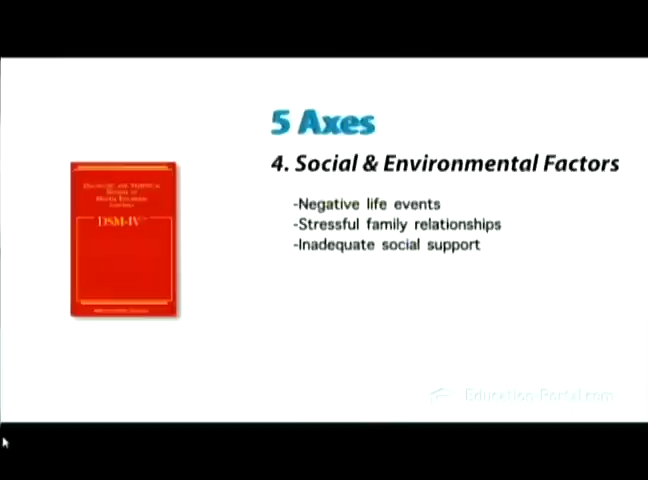 5 Axes
4. Social & Environmental Factors
-Negative life events
-Stressful family relationships
-Inadequate social support
DSM-IV
Education-Portal.com